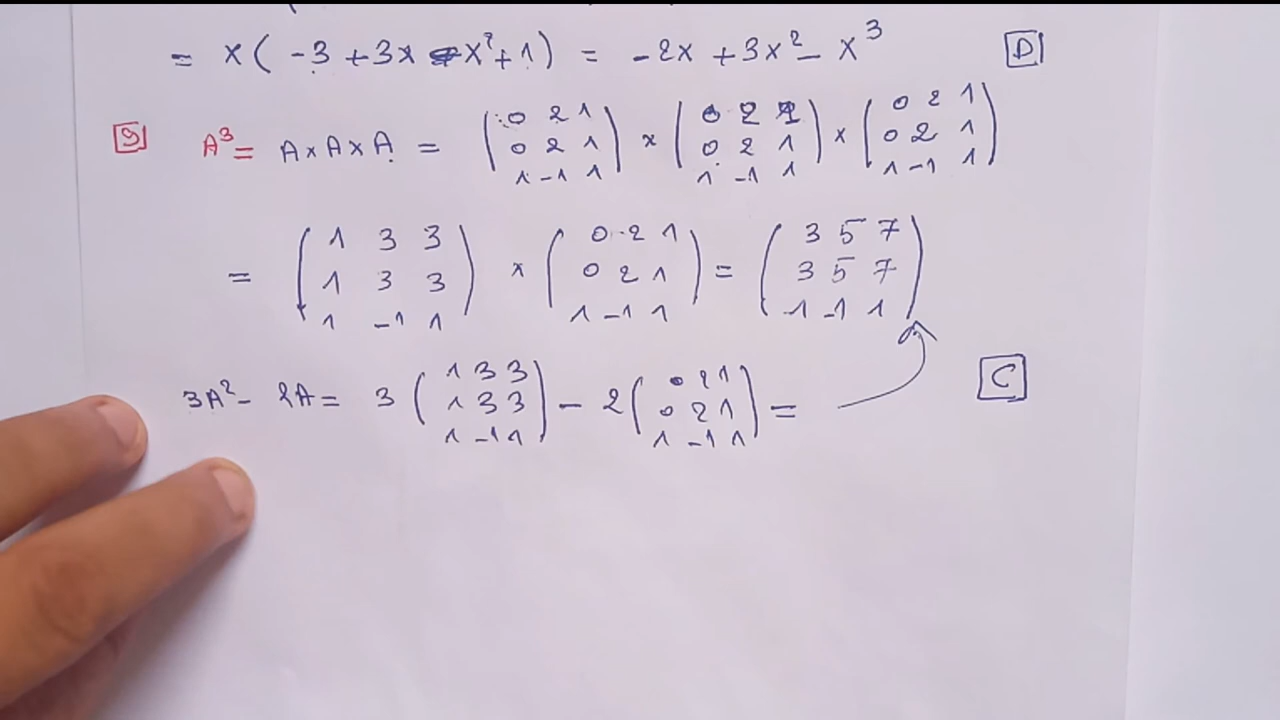 = x ( -3 + 3x - x² + 1 ) = -2x + 3x² - x³ D
9 A³ = A x A x A = ( 0 2 1 ) x ( 0 2 1 ) x ( 0 2 1 )
( 0 2 1 ) ( 0 2 1 ) ( 0 2 1 )
( 1 -1 1 ) ( 1 -1 1 ) ( 1 -1 1 )
= ( 1 3 3 ) x ( 0 2 1 ) = ( 3 5 7 )
( 1 3 3 ) ( 0 2 1 ) ( 3 5 7 )
( 1 -1 1 ) ( 1 -1 1 ) ( 1 -1 1 )
3A² - 2A = 3 ( 1 3 3 ) - 2 ( 0 2 1 ) = C
( 1 3 3 ) ( 0 2 1 )
( 1 -1 1 ) ( 1 -1 1 )